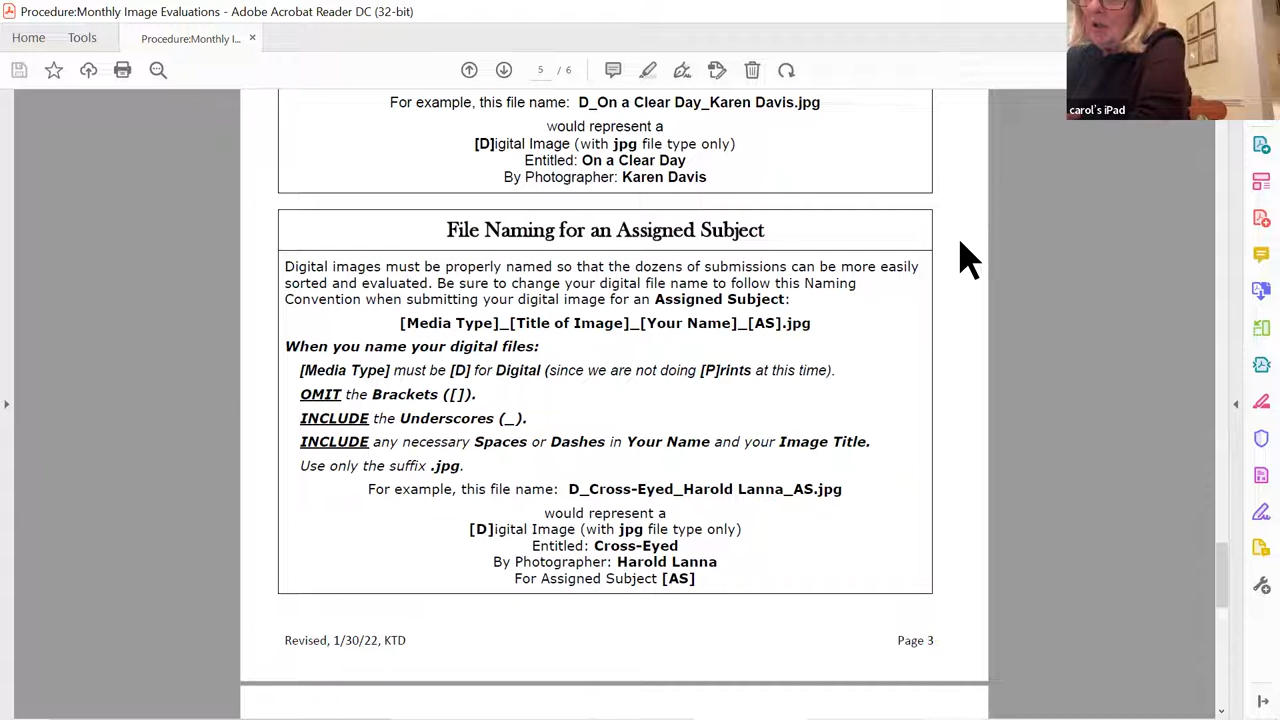 Procedure:Monthly Image Evaluations - Adobe Acrobat Reader DC (32-bit)
Home Tools Procedure:Monthly I... ×
5 / 6
carol's iPad
For example, this file name: D_On a Clear Day_Karen Davis.jpg
would represent a
[D]igital Image (with jpg file type only)
Entitled: On a Clear Day
By Photographer: Karen Davis
File Naming for an Assigned Subject
Digital images must be properly named so that the dozens of submissions can be more easily
sorted and evaluated. Be sure to change your digital file name to follow this Naming
Convention when submitting your digital image for an Assigned Subject:
[Media Type]_[Title of Image]_[Your Name]_[AS].jpg
When you name your digital files:
[Media Type] must be [D] for Digital (since we are not doing [P]rints at this time).
OMIT the Brackets ([]).
INCLUDE the Underscores (_).
INCLUDE any necessary Spaces or Dashes in Your Name and your Image Title.
Use only the suffix .jpg.
For example, this file name: D_Cross-Eyed_Harold Lanna_AS.jpg
would represent a
[D]igital Image (with jpg file type only)
Entitled: Cross-Eyed
By Photographer: Harold Lanna
For Assigned Subject [AS]
Revised, 1/30/22, KTD Page 3